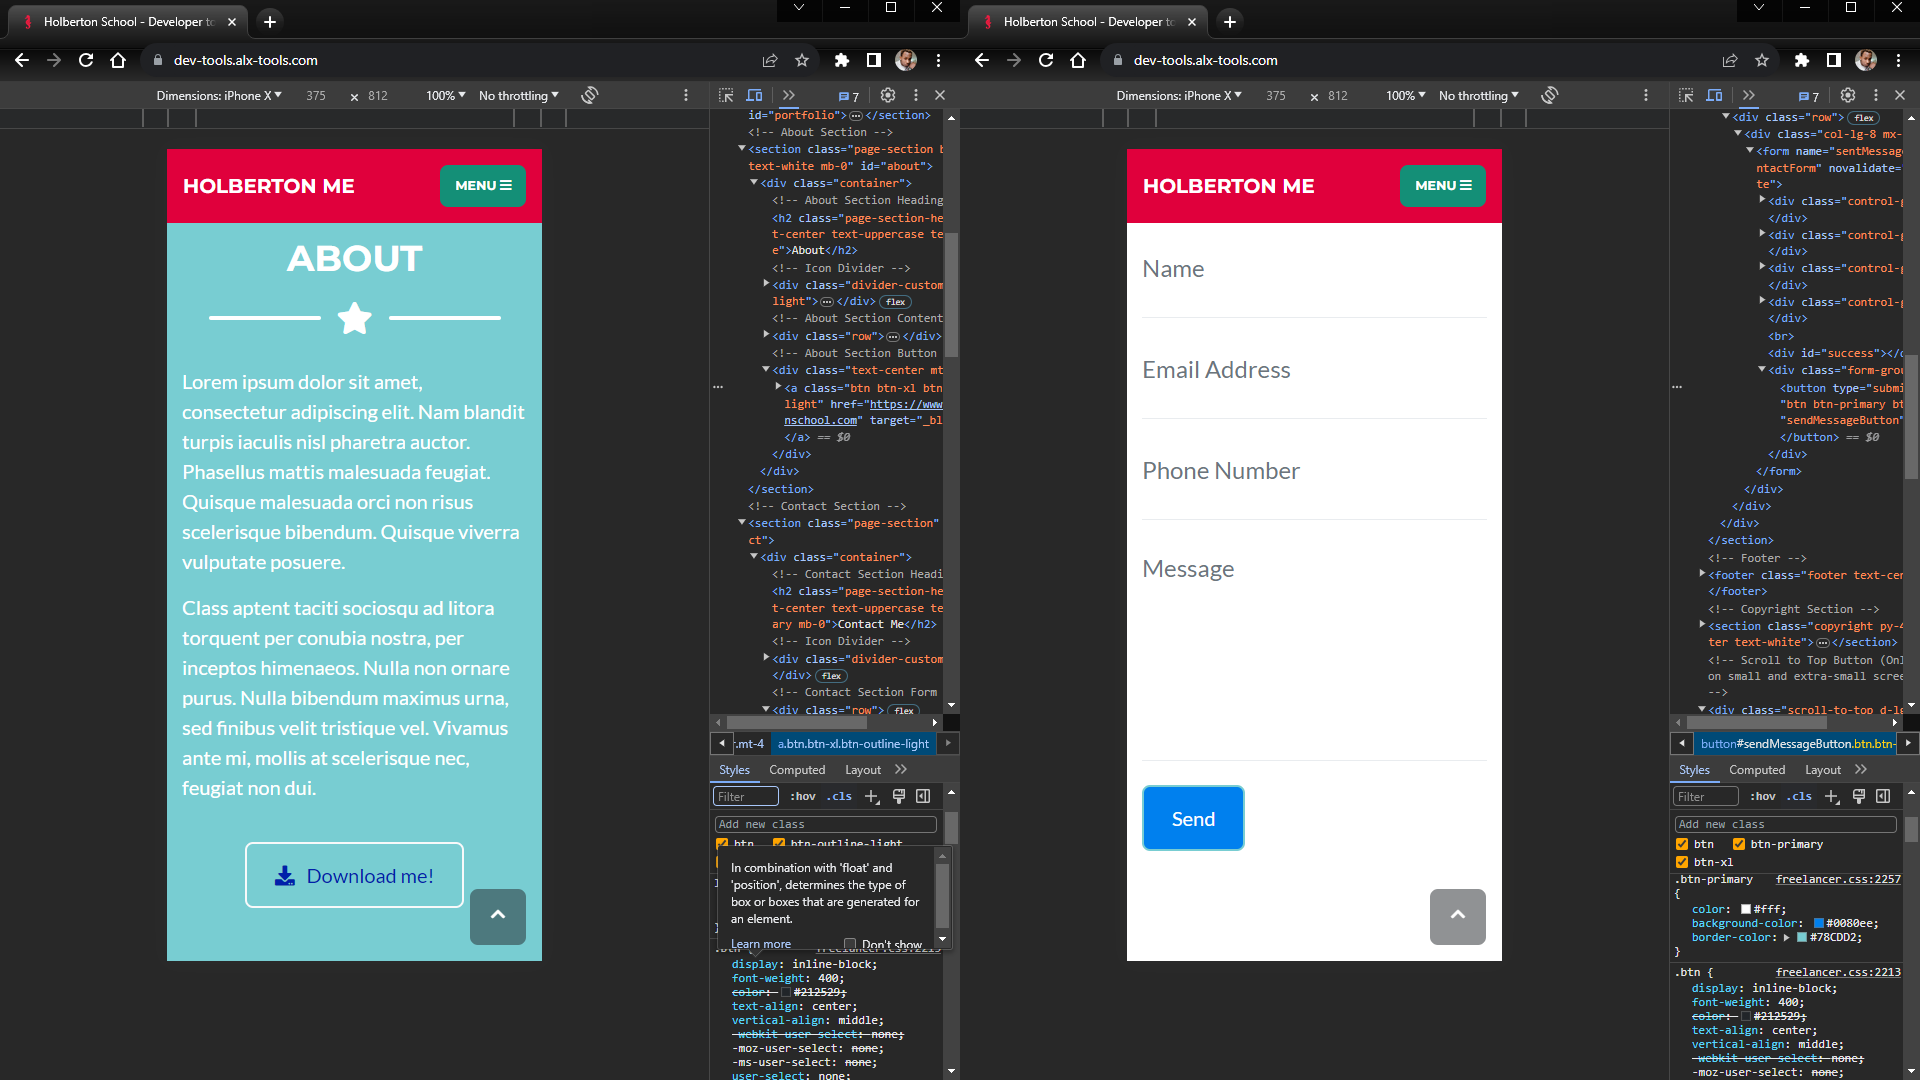 Holberton School - Developer to
dev-tools.alx-tools.com
Dimensions: iPhone X 375 × 812 100% No throttling
7
HOLBERTON ME
MENU
ABOUT
Lorem ipsum dolor sit amet,
consectetur adipiscing elit. Nam blandit
turpis iaculis nisl pharetra auctor.
Phasellus mattis malesuada feugiat.
Quisque malesuada orci non risus
scelerisque bibendum. Quisque viverra
vulputate posuere.
Class aptent taciti sociosqu ad litora
torquent per conubia nostra, per
inceptos himenaeos. Nulla non ornare
purus. Nulla bibendum maximus urna,
sed finibus velit tristique vel. Vivamus
ante mi, mollis at scelerisque nec,
feugiat non dui.
Download me!
id="portfolio">…</section>
<!-- About Section -->
<section class="page-section b
text-white mb-0" id="about">
<div class="container">
<!-- About Section Heading
<h2 class="page-section-he
t-center text-uppercase te
e">About</h2>
<!-- Icon Divider -->
<div class="divider-custom
light">…</div> flex
<!-- About Section Content
<div class="row">…</div>
<!-- About Section Button
<div class="text-center mt
<a class="btn btn-xl btn
light" href="https://www
nschool.com" target="_bl
</a> == $0
</div>
</div>
</section>
<!-- Contact Section -->
<section class="page-section"
ct">
<div class="container">
<!-- Contact Section Headi
<h2 class="page-section-he
t-center text-uppercase te
ary mb-0">Contact Me</h2>
<!-- Icon Divider -->
<div class="divider-custom
</div> flex
<!-- Contact Section Form
<div class="row"> flex
r.mt-4 a.btn.btn-xl.btn-outline-light
Styles Computed Layout
Filter :hov .cls
Add new class
btn btn-outline-light
In combination with 'float' and
'position', determines the type of
box or boxes that are generated for
an element.
Learn more Don't show
display: inline-block;
font-weight: 400;
color: #212529;
text-align: center;
vertical-align: middle;
-webkit-user-select: none;
-moz-user-select: none;
-ms-user-select: none;
user-select: none;
Holberton School - Developer to
dev-tools.alx-tools.com
Dimensions: iPhone X 375 × 812 100% No throttling
7
HOLBERTON ME
MENU
Name
Email Address
Phone Number
Message
Send
<div class="row"> flex
<div class="col-lg-8 mx-
<form name="sentMessag
ntactForm" novalidate=
te">
<div class="control-g
</div>
<div class="control-g
</div>
<div class="control-g
</div>
<div class="control-g
</div>
<br>
<div id="success"></d
<div class="form-grou
<button type="submi
"btn btn-primary bt
"sendMessageButton"
</button> == $0
</div>
</form>
</div>
</div>
</div>
</section>
<!-- Footer -->
<footer class="footer text-cen
</footer>
<!-- Copyright Section -->
<section class="copyright py-4
ter text-white">…</section>
<!-- Scroll to Top Button (Onl
on small and extra-small scree
-->
<div class="scroll-to-top d-lg
button#sendMessageButton.btn.btn-
Styles Computed Layout
Filter :hov .cls
Add new class
btn btn-primary
btn-xl
.btn-primary freelancer.css:2257
{
color: #fff;
background-color: #0080ee;
border-color: #78CDD2;
}
.btn { freelancer.css:2213
display: inline-block;
font-weight: 400;
color: #212529;
text-align: center;
vertical-align: middle;
-webkit-user-select: none;
-moz-user-select: none;